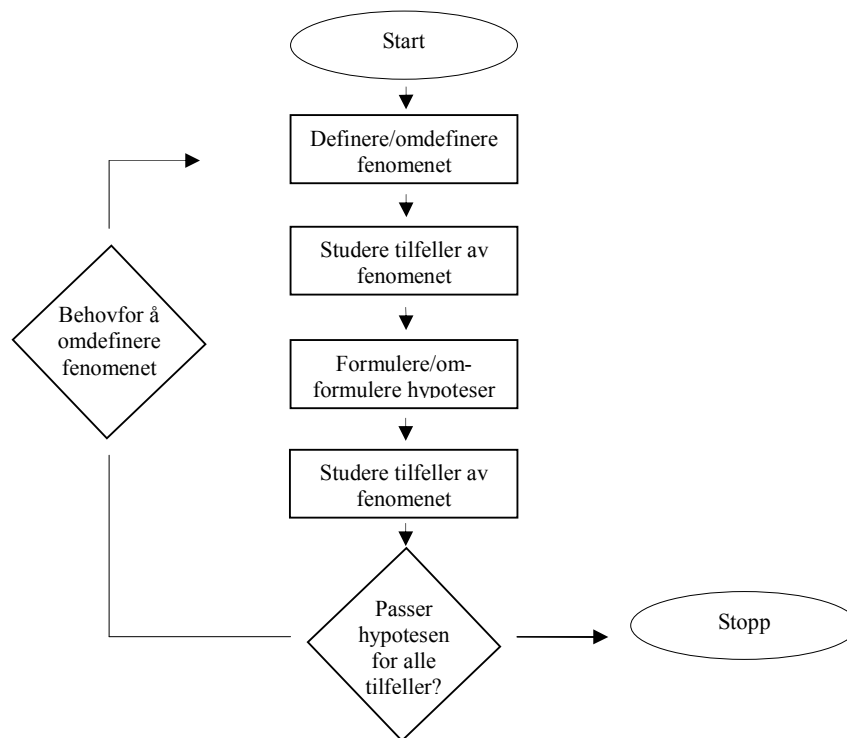 Start
Definere/omdefinere
fenomenet
Studere tilfeller av
fenomenet
Behovfor å
omdefinere
fenomenet
Formulere/om-
formulere hypoteser
Studere tilfeller av
fenomenet
Passer
hypotesen
for alle
tilfeller?
Stopp